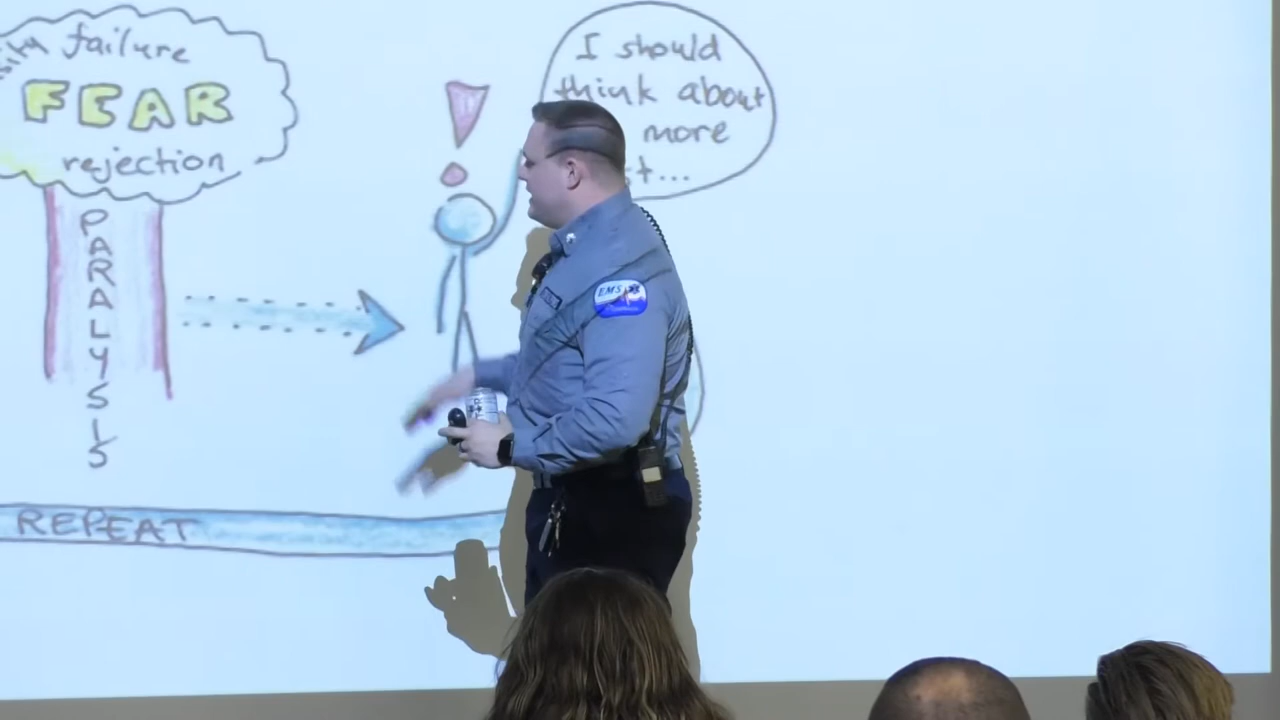 failure
FEAR
rejection
PARALYSIS
I should
think about
more
t...
REPEAT
EMS